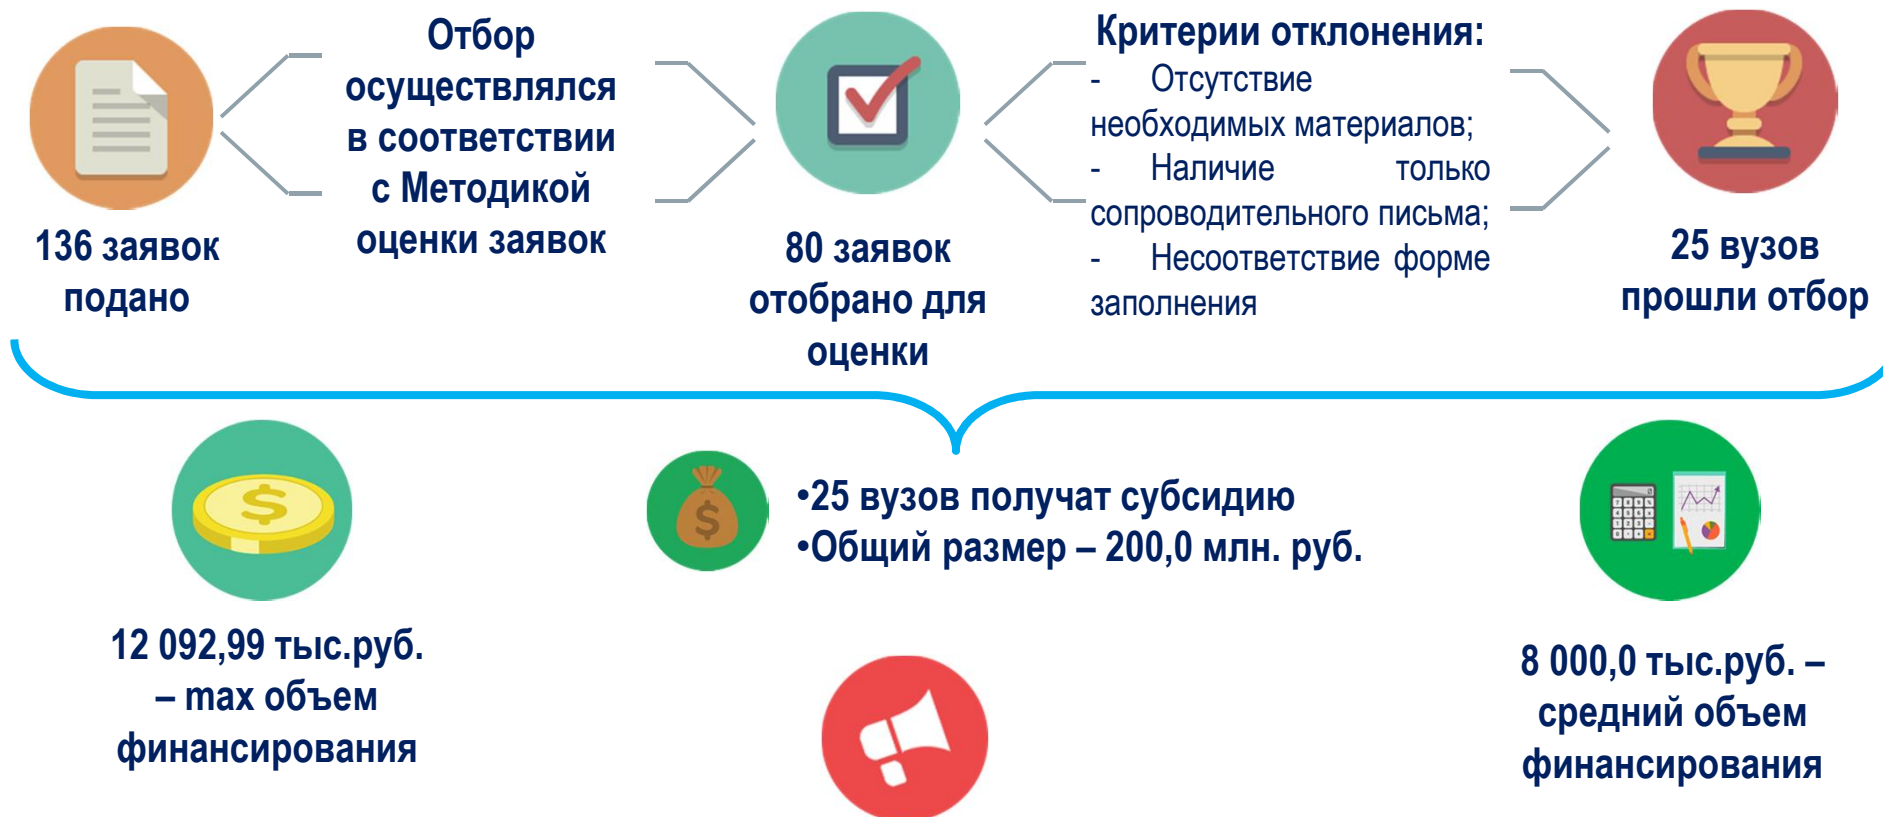 136 заявок
подано
Отбор
осуществлялся
в соответствии
с Методикой
оценки заявок
80 заявок
отобрано для
оценки
Критерии отклонения:
- Отсутствие
необходимых материалов;
- Наличие только
сопроводительного письма;
- Несоответствие форме
заполнения
25 вузов
прошли отбор
•25 вузов получат субсидию
•Общий размер – 200,0 млн. руб.
12 092,99 тыс.руб.
– max объем
финансирования
8 000,0 тыс.руб. –
средний объем
финансирования